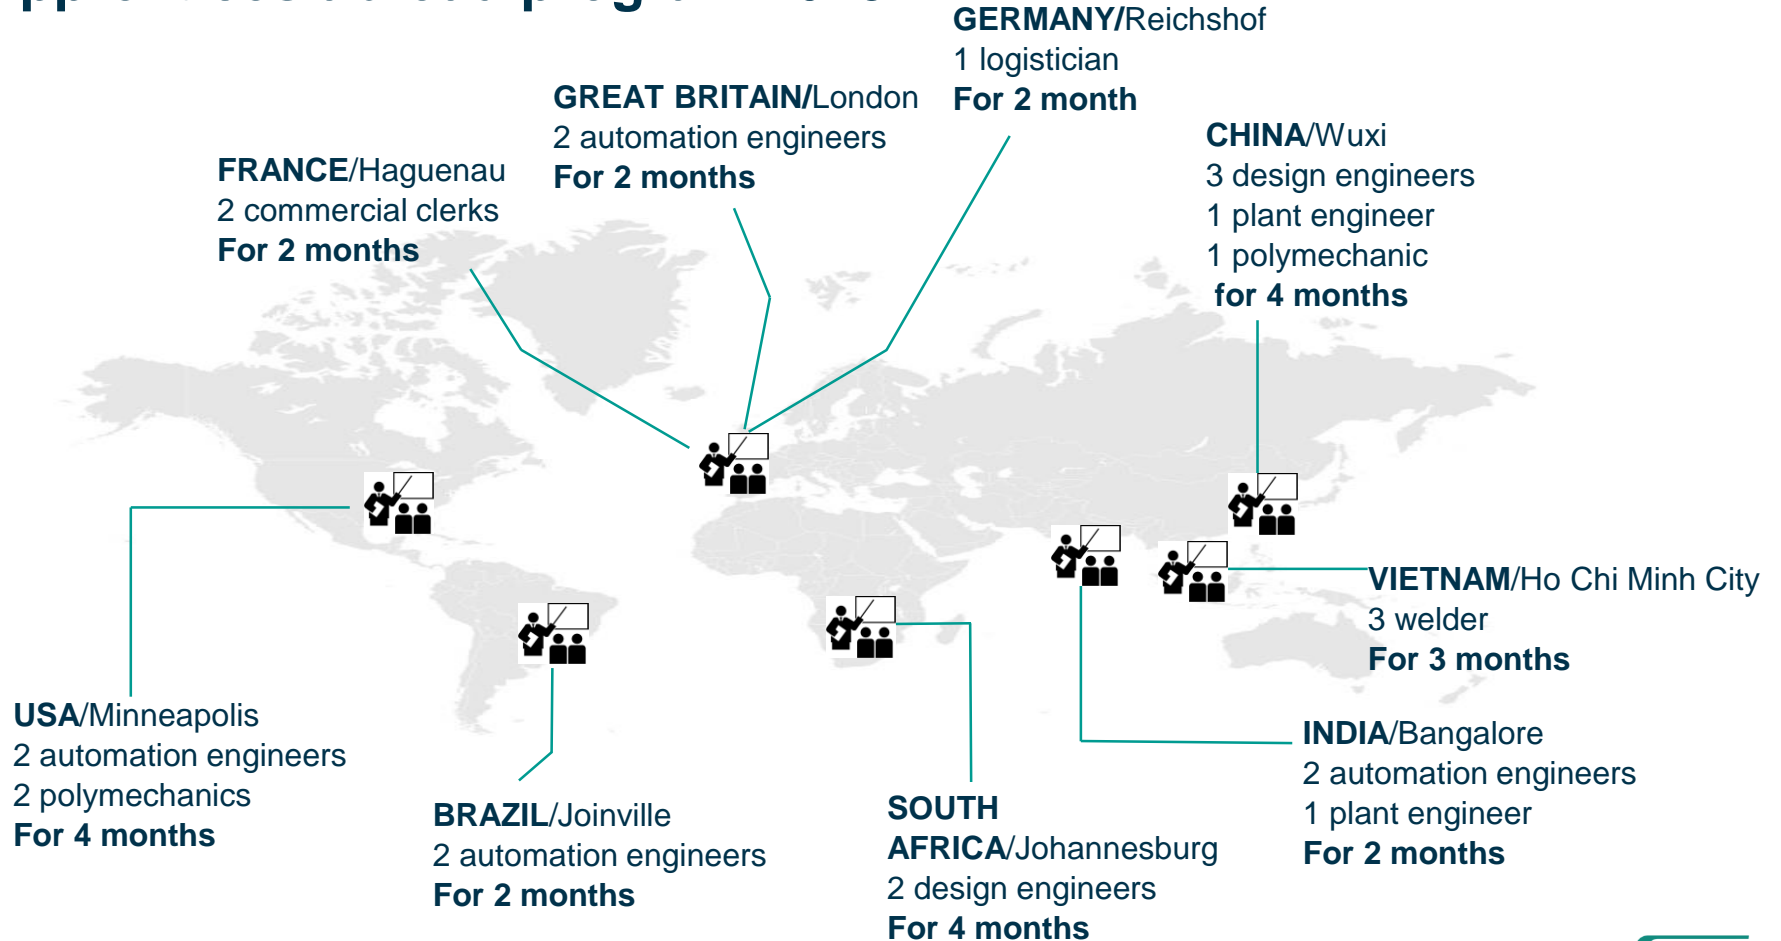 GERMANY/Reichshof
1 logistician
For 2 month
GREAT BRITAIN/London
2 automation engineers
For 2 months
CHINA/Wuxi
3 design engineers
1 plant engineer
1 polymechanic
for 4 months
FRANCE/Haguenau
2 commercial clerks
For 2 months
VIETNAM/Ho Chi Minh City
3 welder
For 3 months
USA/Minneapolis
2 automation engineers
2 polymechanics
For 4 months
BRAZIL/Joinville
2 automation engineers
For 2 months
SOUTH
AFRICA/Johannesburg
2 design engineers
For 4 months
INDIA/Bangalore
2 automation engineers
1 plant engineer
For 2 months